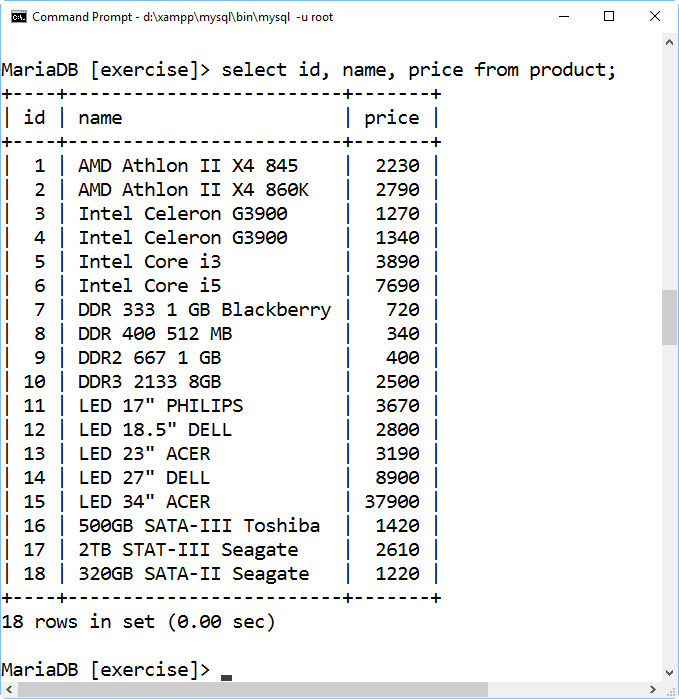 Command Prompt - d:\xampp\mysql\bin\mysql  -u root
MariaDB [exercise]> select id, name, price from product;
+----+-------------------------+-------+
| id | name                    | price |
+----+-------------------------+-------+
|  1 | AMD Athlon II X4 845    |  2230 |
|  2 | AMD Athlon II X4 860K   |  2790 |
|  3 | Intel Celeron G3900     |  1270 |
|  4 | Intel Celeron G3900     |  1340 |
|  5 | Intel Core i3           |  3890 |
|  6 | Intel Core i5           |  7690 |
|  7 | DDR 333 1 GB Blackberry |   720 |
|  8 | DDR 400 512 MB          |   340 |
|  9 | DDR2 667 1 GB           |   400 |
| 10 | DDR3 2133 8GB           |  2500 |
| 11 | LED 17" PHILIPS         |  3670 |
| 12 | LED 18.5" DELL          |  2800 |
| 13 | LED 23" ACER            |  3190 |
| 14 | LED 27" DELL            |  8900 |
| 15 | LED 34" ACER            | 37900 |
| 16 | 500GB SATA-III Toshiba  |  1420 |
| 17 | 2TB STAT-III Seagate    |  2610 |
| 18 | 320GB SATA-II Seagate   |  1220 |
+----+-------------------------+-------+
18 rows in set (0.00 sec)
MariaDB [exercise]>